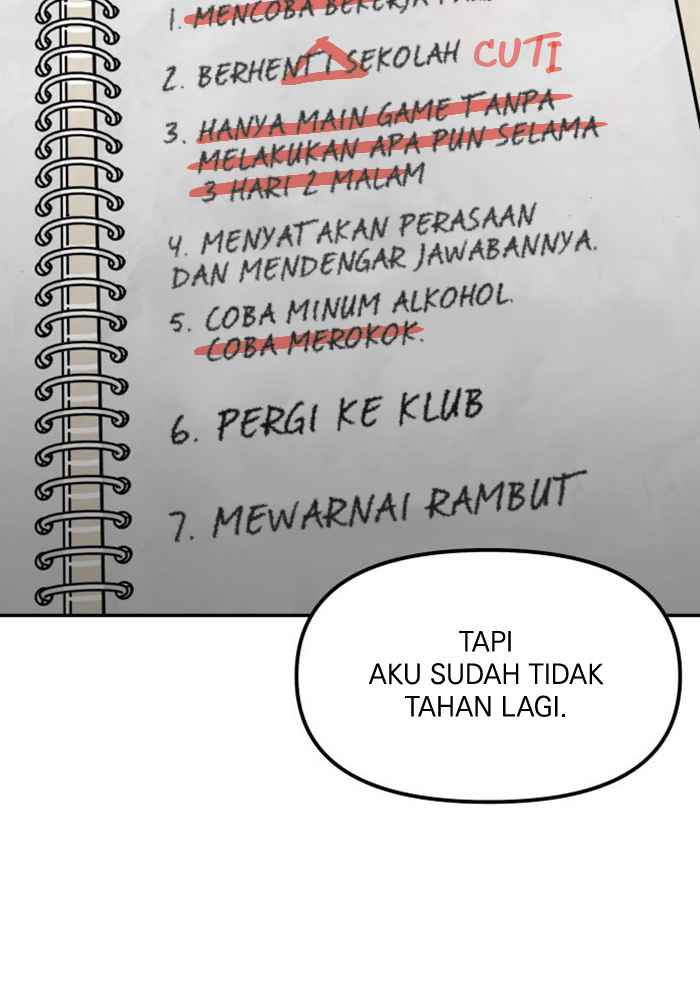 1. MENCOBA BEKERJA
2. BERHENTI SEKOLAH CUTI
3. HANYA MAIN GAME TANPA
MELAKUKAN APA PUN SELAMA
3 HARI 2 MALAM
4. MENYATAKAN PERASAAN
DAN MENDENGAR JAWABANNYA.
5. COBA MINUM ALKOHOL.
COBA MEROKOK.
6. PERGI KE KLUB
7. MEWARNAI RAMBUT
TAPI
AKU SUDAH TIDAK
TAHAN LAGI.